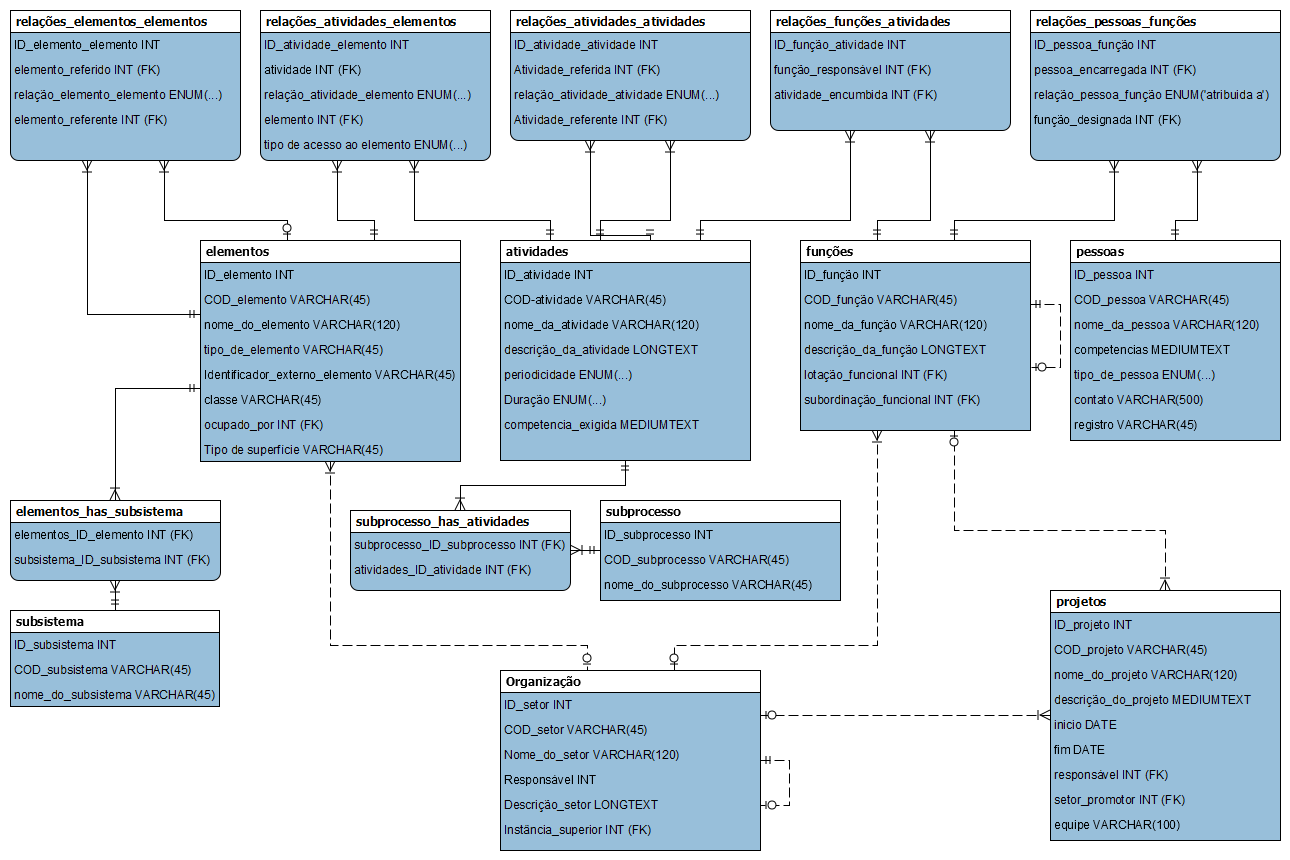 relações_elementos_elementos
ID_elemento_elemento INT
elemento_referido INT (FK)
relação_elemento_elemento ENUM(...)
elemento_referente INT (FK)
relações_atividades_elementos
ID_atividade_elemento INT
atividade INT (FK)
relação_atividade_elemento ENUM(...)
elemento INT (FK)
tipo de acesso ao elemento ENUM(...)
relações_atividades_atividades
ID_atividade_atividade INT
Atividade_referida INT (FK)
relação_atividade_atividade ENUM(...)
Atividade_referente INT (FK)
relações_funções_atividades
ID_função_atividade INT
função_responsável INT (FK)
atividade_encumbida INT (FK)
relações_pessoas_funções
ID_pessoa_função INT
pessoa_encarregada INT (FK)
relação_pessoa_função ENUM('atribuída a')
função_designada INT (FK)
elementos
ID_elemento INT
COD_elemento VARCHAR(45)
nome_do_elemento VARCHAR(120)
tipo_de_elemento VARCHAR(45)
Identificador_externo_elemento VARCHAR(45)
classe VARCHAR(45)
ocupado_por INT (FK)
Tipo de superfície VARCHAR(45)
atividades
ID_atividade INT
COD-atividade VARCHAR(45)
nome_da_atividade VARCHAR(120)
descrição_da_atividade LONGTEXT
periodicidade ENUM(...)
Duração ENUM(...)
competencia_exigida MEDIUMTEXT
funções
ID_função INT
COD_função VARCHAR(45)
nome_da_função VARCHAR(120)
descrição_da_função LONGTEXT
lotação_funcional INT (FK)
subordinação_funcional INT (FK)
pessoas
ID_pessoa INT
COD_pessoa VARCHAR(45)
nome_da_pessoa VARCHAR(120)
competencias MEDIUMTEXT
tipo_de_pessoa ENUM(...)
contato VARCHAR(500)
registro VARCHAR(45)
elementos_has_subsistema
elementos_ID_elemento INT (FK)
subsistema_ID_subsistema INT (FK)
subprocesso_has_atividades
subprocesso_ID_subprocesso INT (FK)
atividades_ID_atividade INT (FK)
subprocesso
ID_subprocesso INT
COD_subprocesso VARCHAR(45)
nome_do_subprocesso VARCHAR(45)
subsistema
ID_subsistema INT
COD_subsistema VARCHAR(45)
nome_do_subsistema VARCHAR(45)
Organização
ID_setor INT
COD_setor VARCHAR(45)
Nome_do_setor VARCHAR(120)
Responsável INT
Descrição_setor LONGTEXT
Instância_superior INT (FK)
projetos
ID_projeto INT
COD_projeto VARCHAR(45)
nome_do_projeto VARCHAR(120)
descrição_do_projeto MEDIUMTEXT
inicio DATE
fim DATE
responsável INT (FK)
setor_promotor INT (FK)
equipe VARCHAR(100)